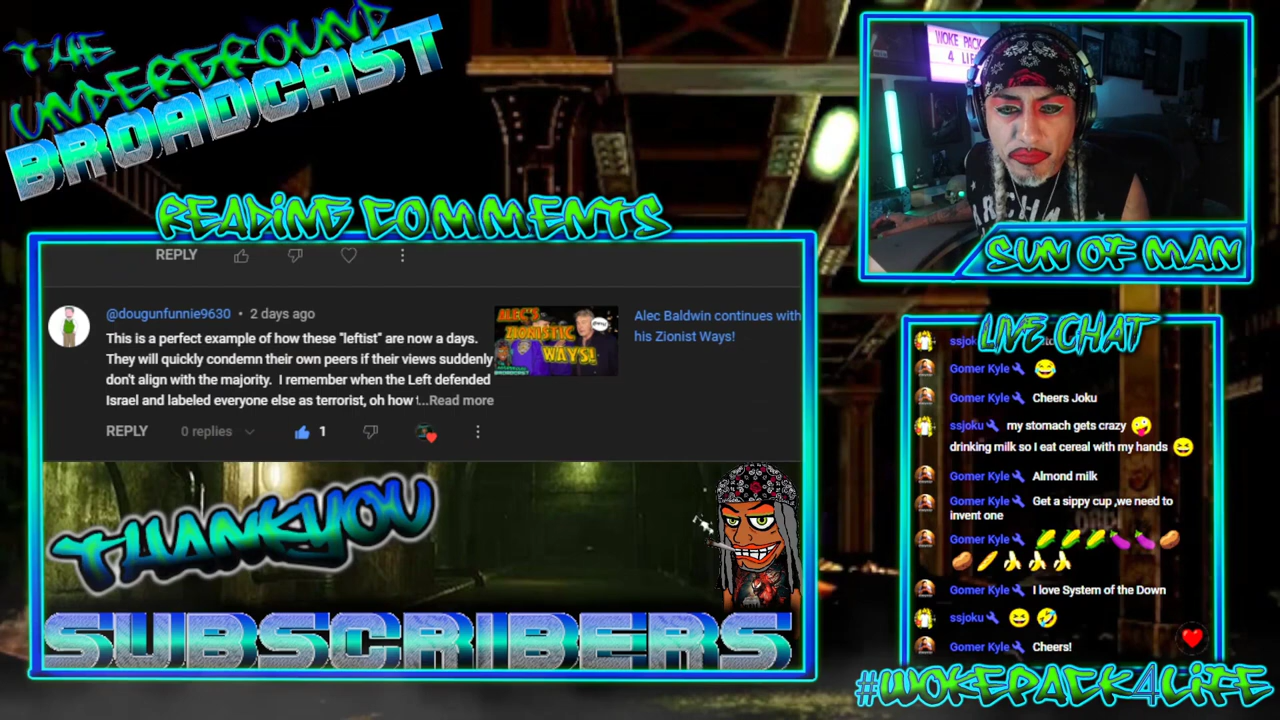 THE
UNDERGROUND
BROADCAST
READING COMMENTS
REPLY
@dougunfunnie9630 • 2 days ago
This is a perfect example of how these "leftist" are now a days.
They will quickly condemn their own peers if their views suddenly
don't align with the majority. I remember when the Left defended
Israel and labeled everyone else as terrorist, oh how t...Read more
REPLY 0 replies 1
ALEC'S
ZIONISTIC
WAYS!
Alec Baldwin continues with
his Zionist Ways!
THANKYOU
SUBSCRIBERS
WOKE PACK
4 LIFE
SUN OF MAN
LIVE CHAT
ssjoku
Gomer Kyle 😂
Gomer Kyle Cheers Joku
ssjoku my stomach gets crazy 🤪
drinking milk so I eat cereal with my hands 😆
Gomer Kyle Almond milk
Gomer Kyle Get a sippy cup ,we need to
invent one
Gomer Kyle 🌽🌽🌽🍆🍆🥔
🥔🥖🍌🍌🍌
Gomer Kyle I love System of the Down
ssjoku 😆 🤣
Gomer Kyle Cheers!
#WOKEPACK4LIFE